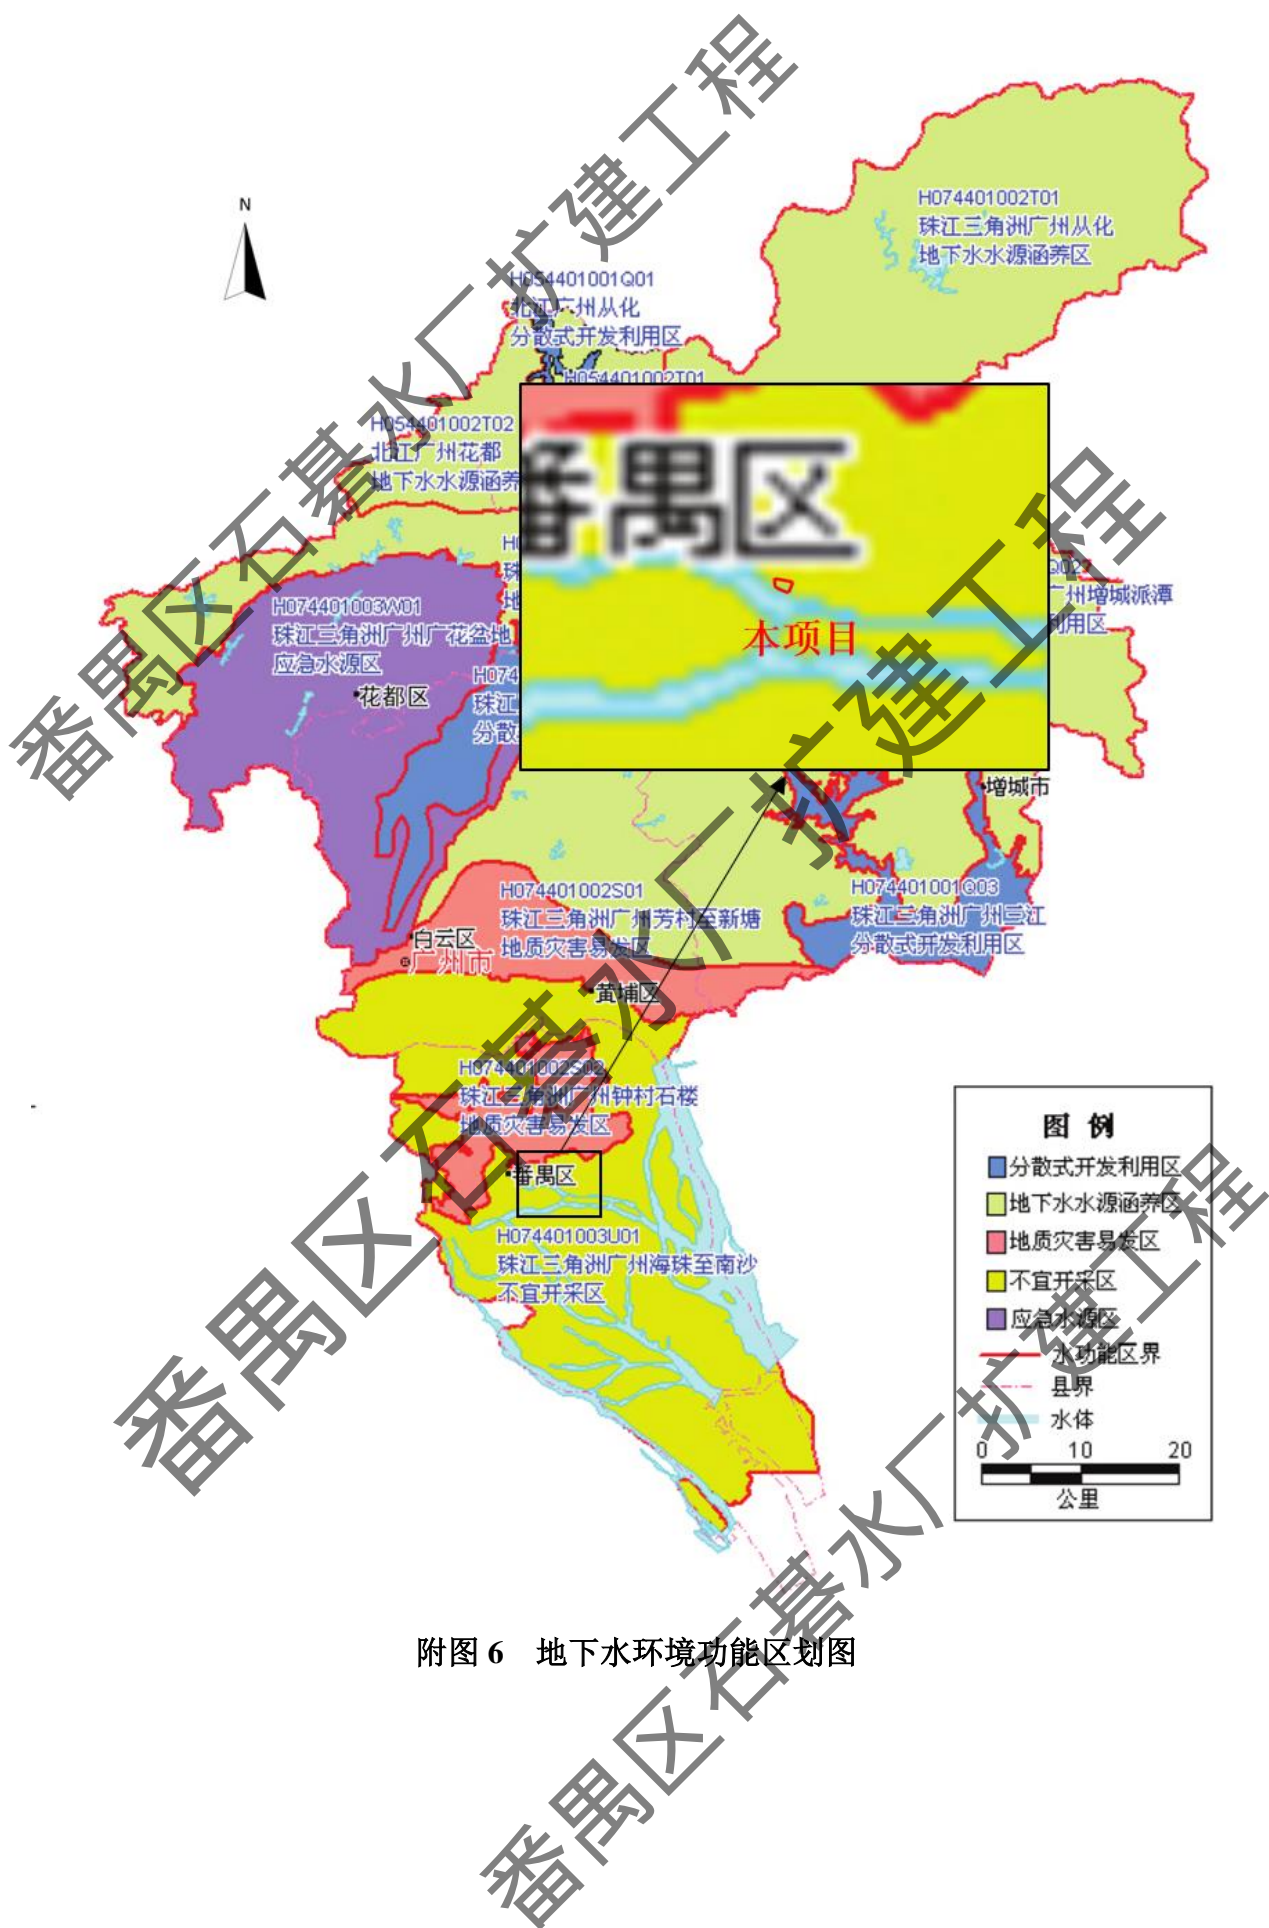 N
H074401002T01
珠江三角洲广州从化
地下水水源涵养区
H054401001Q01
北江广州从化
分散式开发利用区
H054401002T01
H054401002T02
北江广州花都
地下水水源涵养
番禺区
本项目
Q027
广州增城派潭
利用区
H074401003W01
珠江三角洲广州广花盆地
应急水源区
花都区
H0
珠
地
H074
珠江
分散
增城市
H074401002S01
珠江三角洲广州芳村至新塘
地质灾害易发区
H074401001Q03
珠江三角洲广州三江
分散式开发利用区
白云区
广州市
黄埔区
H074401002S02
珠江三角洲广州钟村石楼
地质灾害易发区
番禺区
H074401003U01
珠江三角洲广州海珠至南沙
不宜开采区
图 例
分散式开发利用区
地下水水源涵养区
地质灾害易发区
不宜开采区
应急水源区
水功能区界
县界
水体
0 10 20
公里
附图 6 地下水环境功能区划图
番禺区石碁水厂扩建工程
番禺区石碁水厂扩建工程
番禺区石碁水厂扩建工程